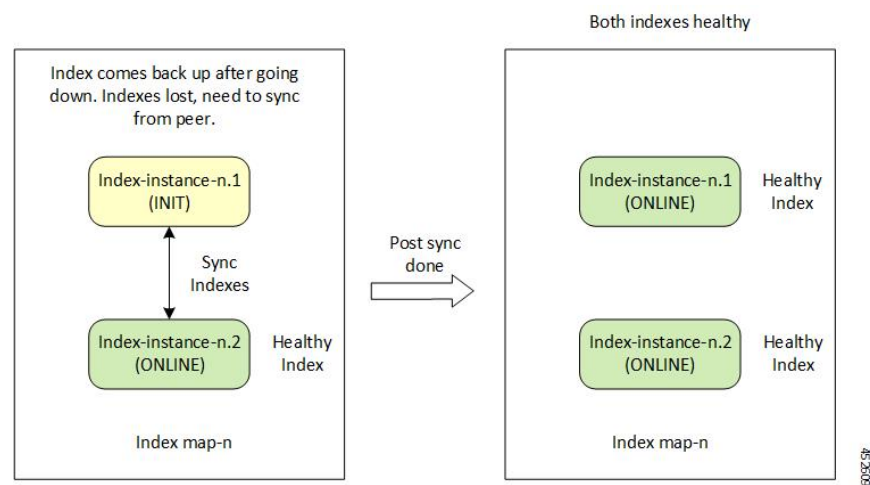 Both indexes healthy
Index comes back up after going
down. Indexes lost, need to sync
from peer.
Index-instance-n.1
(INIT)
Sync
Indexes
Index-instance-n.2
(ONLINE)
Healthy
Index
Index map-n
Post sync
done
Index-instance-n.1
(ONLINE)
Healthy
Index
Index-instance-n.2
(ONLINE)
Healthy
Index
Index map-n
452609